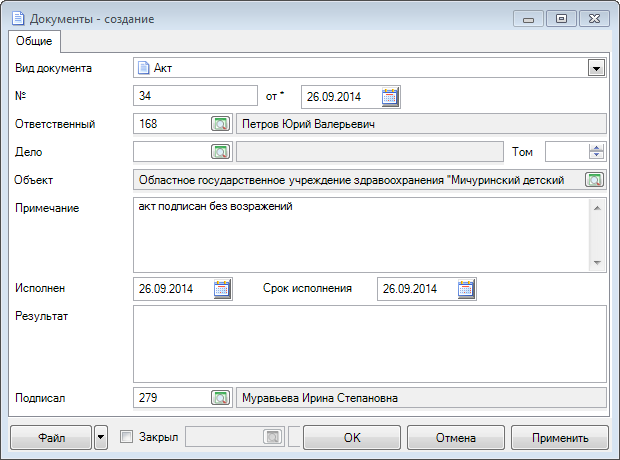 Документы - создание
Общие
Вид документа Акт
№ 34 от * 26.09.2014
Ответственный 168 Петров Юрий Валерьевич
Дело Том
Объект Областное государственное учреждение здравоохранения "Мичуринский детский
Примечание акт подписан без возражений
Исполнен 26.09.2014 Срок исполнения 26.09.2014
Результат
Подписал 279 Муравьева Ирина Степановна
Файл Закрыл OK Отмена Применить